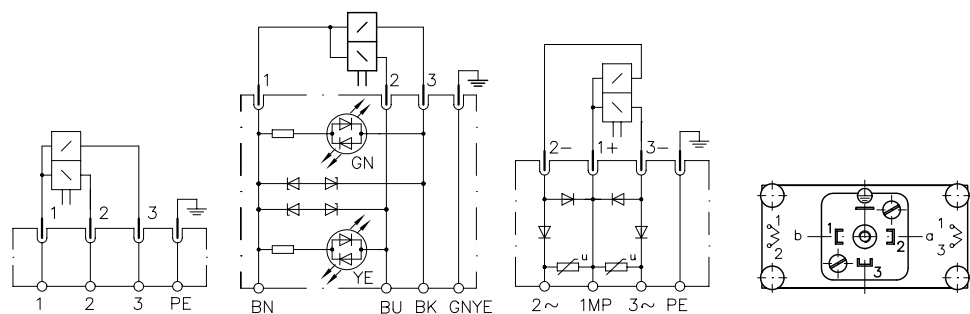 1 2 3
1 2 3 PE
1 2 3
GN
YE
BN BU BK GNYE
2- 1+ 3-
u u
2~ 1MP 3~ PE
1 1
b 1 2 a
2 3
3